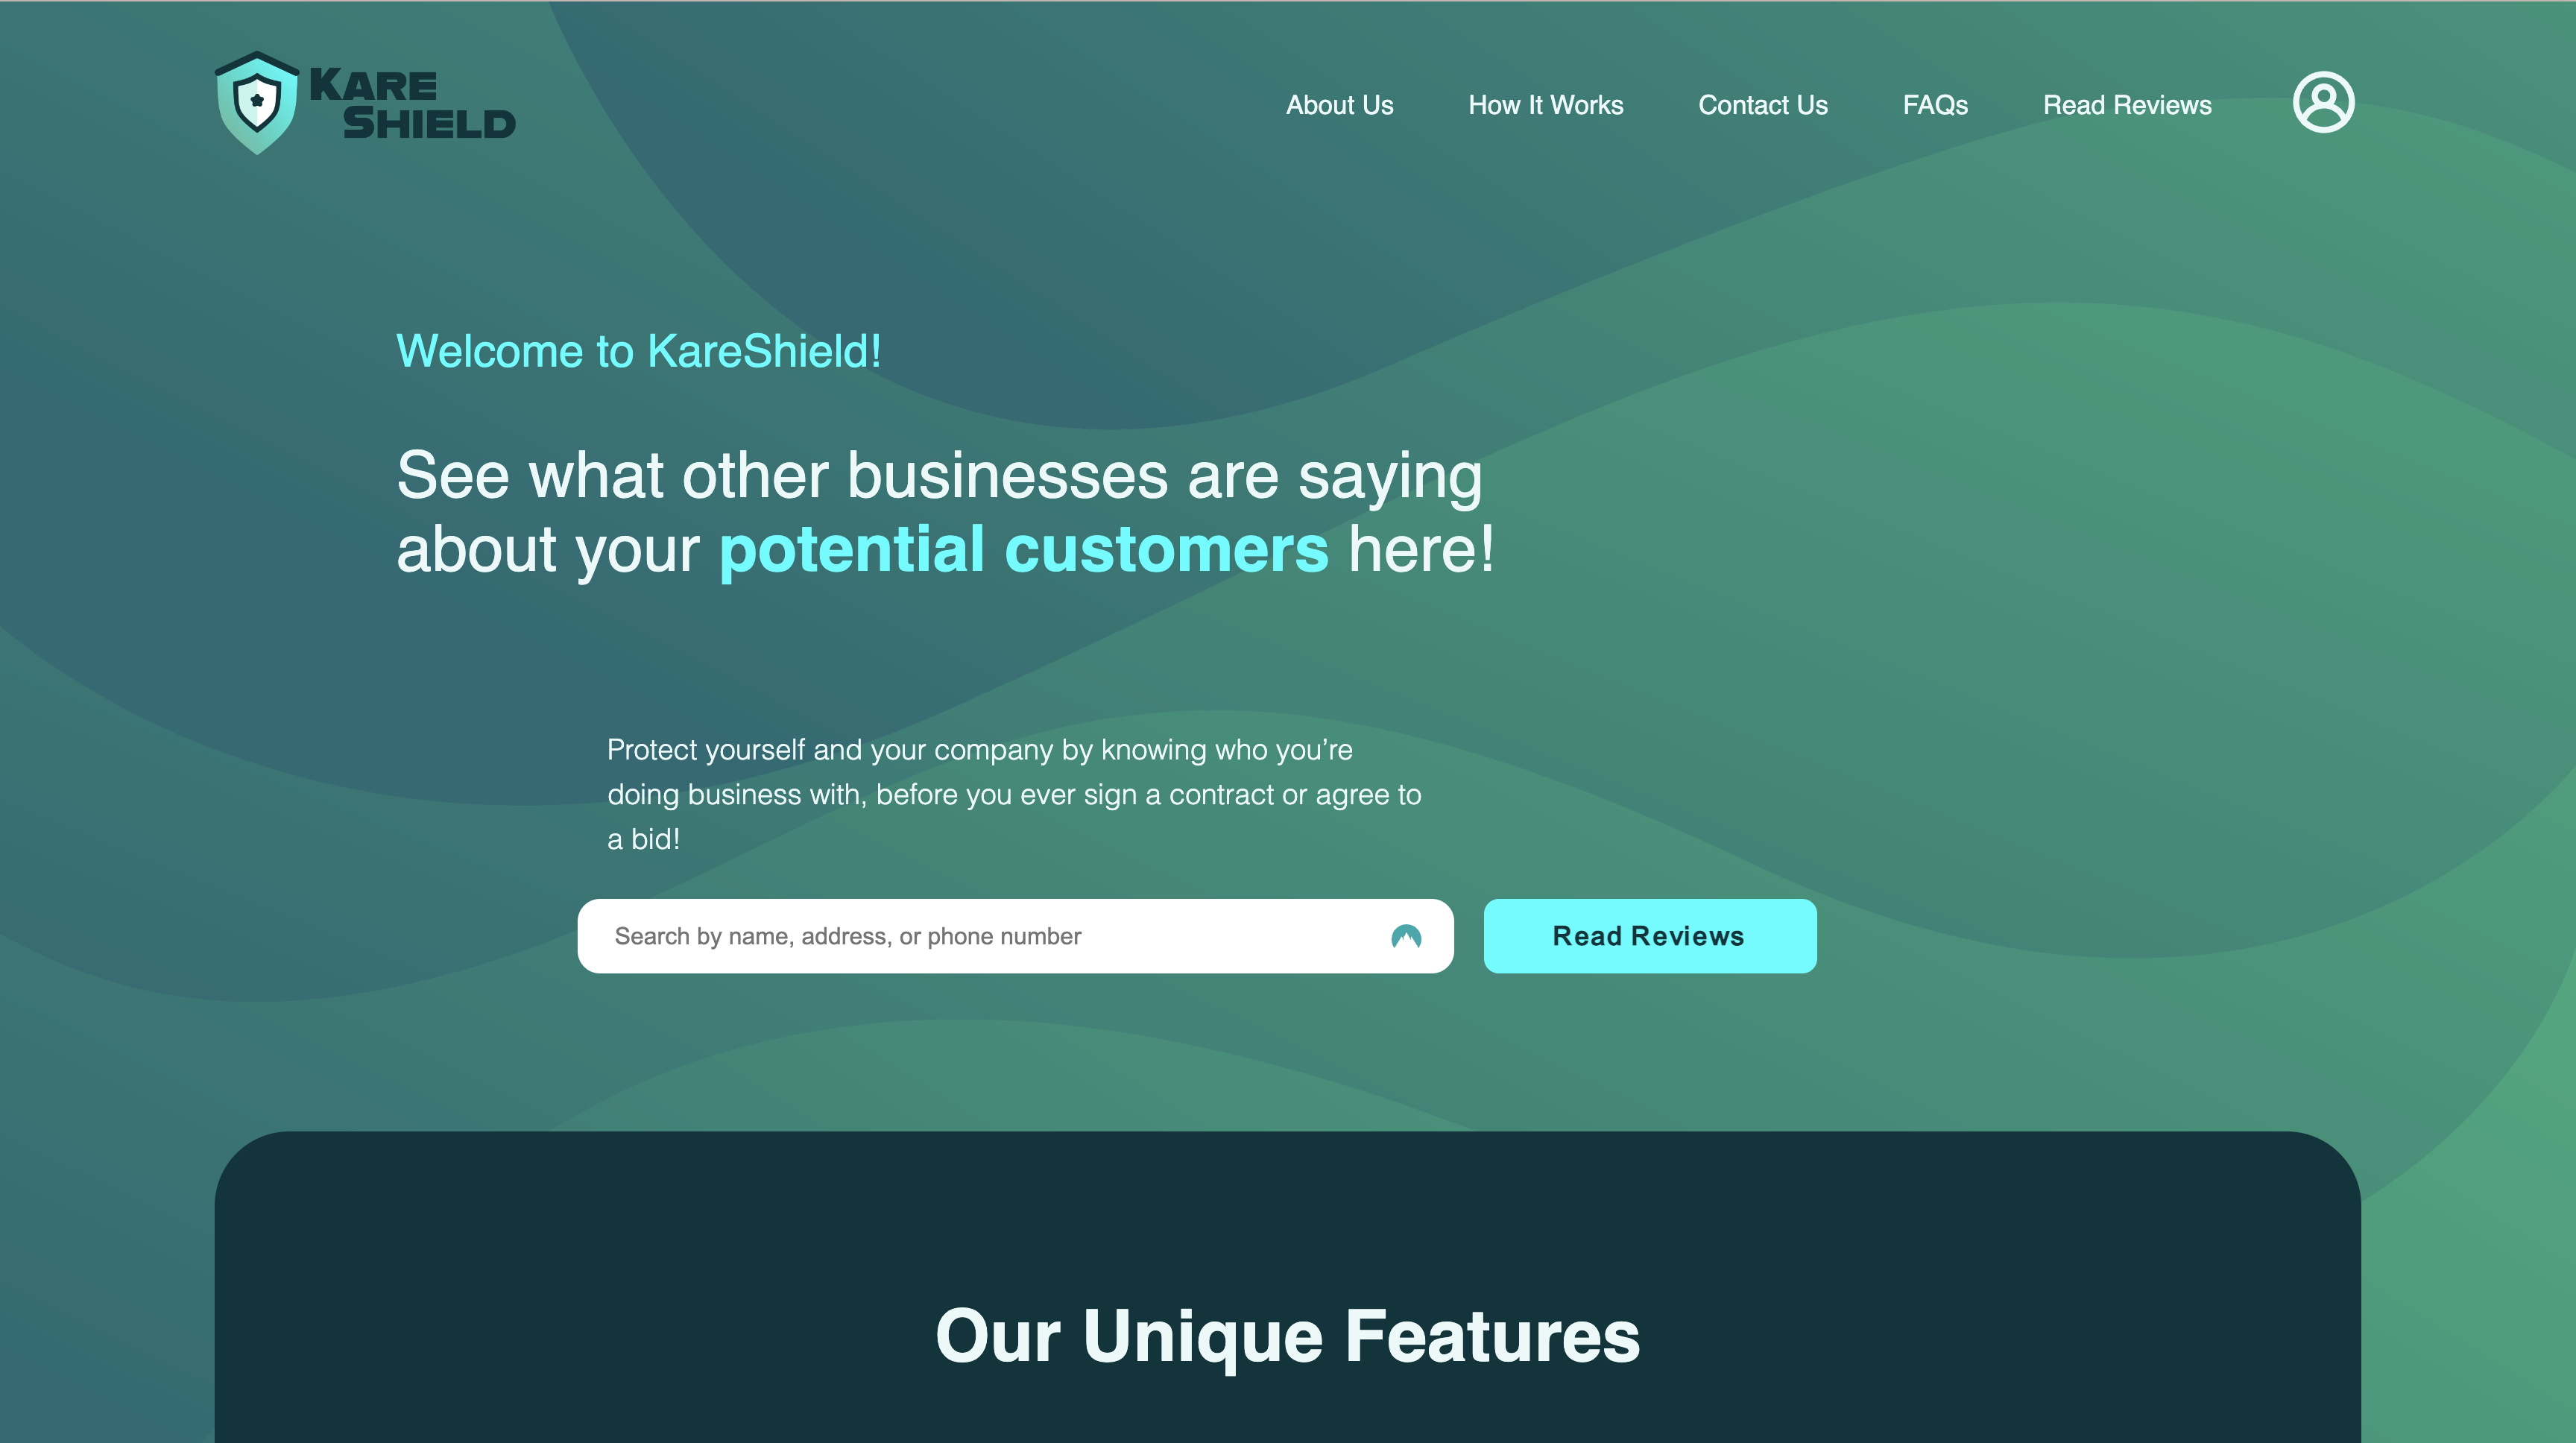 KARE
SHIELD
About Us
How It Works
Contact Us
FAQs
Read Reviews
Welcome to KareShield!
See what other businesses are saying
about your potential customers here!
Protect yourself and your company by knowing who you’re
doing business with, before you ever sign a contract or agree to
a bid!
Search by name, address, or phone number
Read Reviews
Our Unique Features